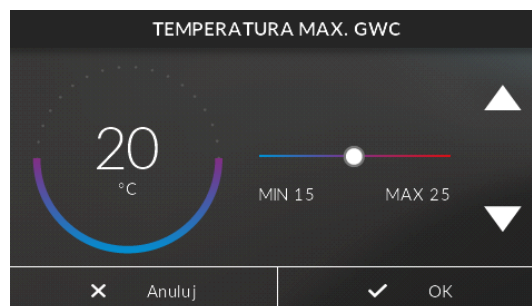 TEMPERATURA MAX. GWC
20
°C
MIN 15 MAX 25
Anuluj OK